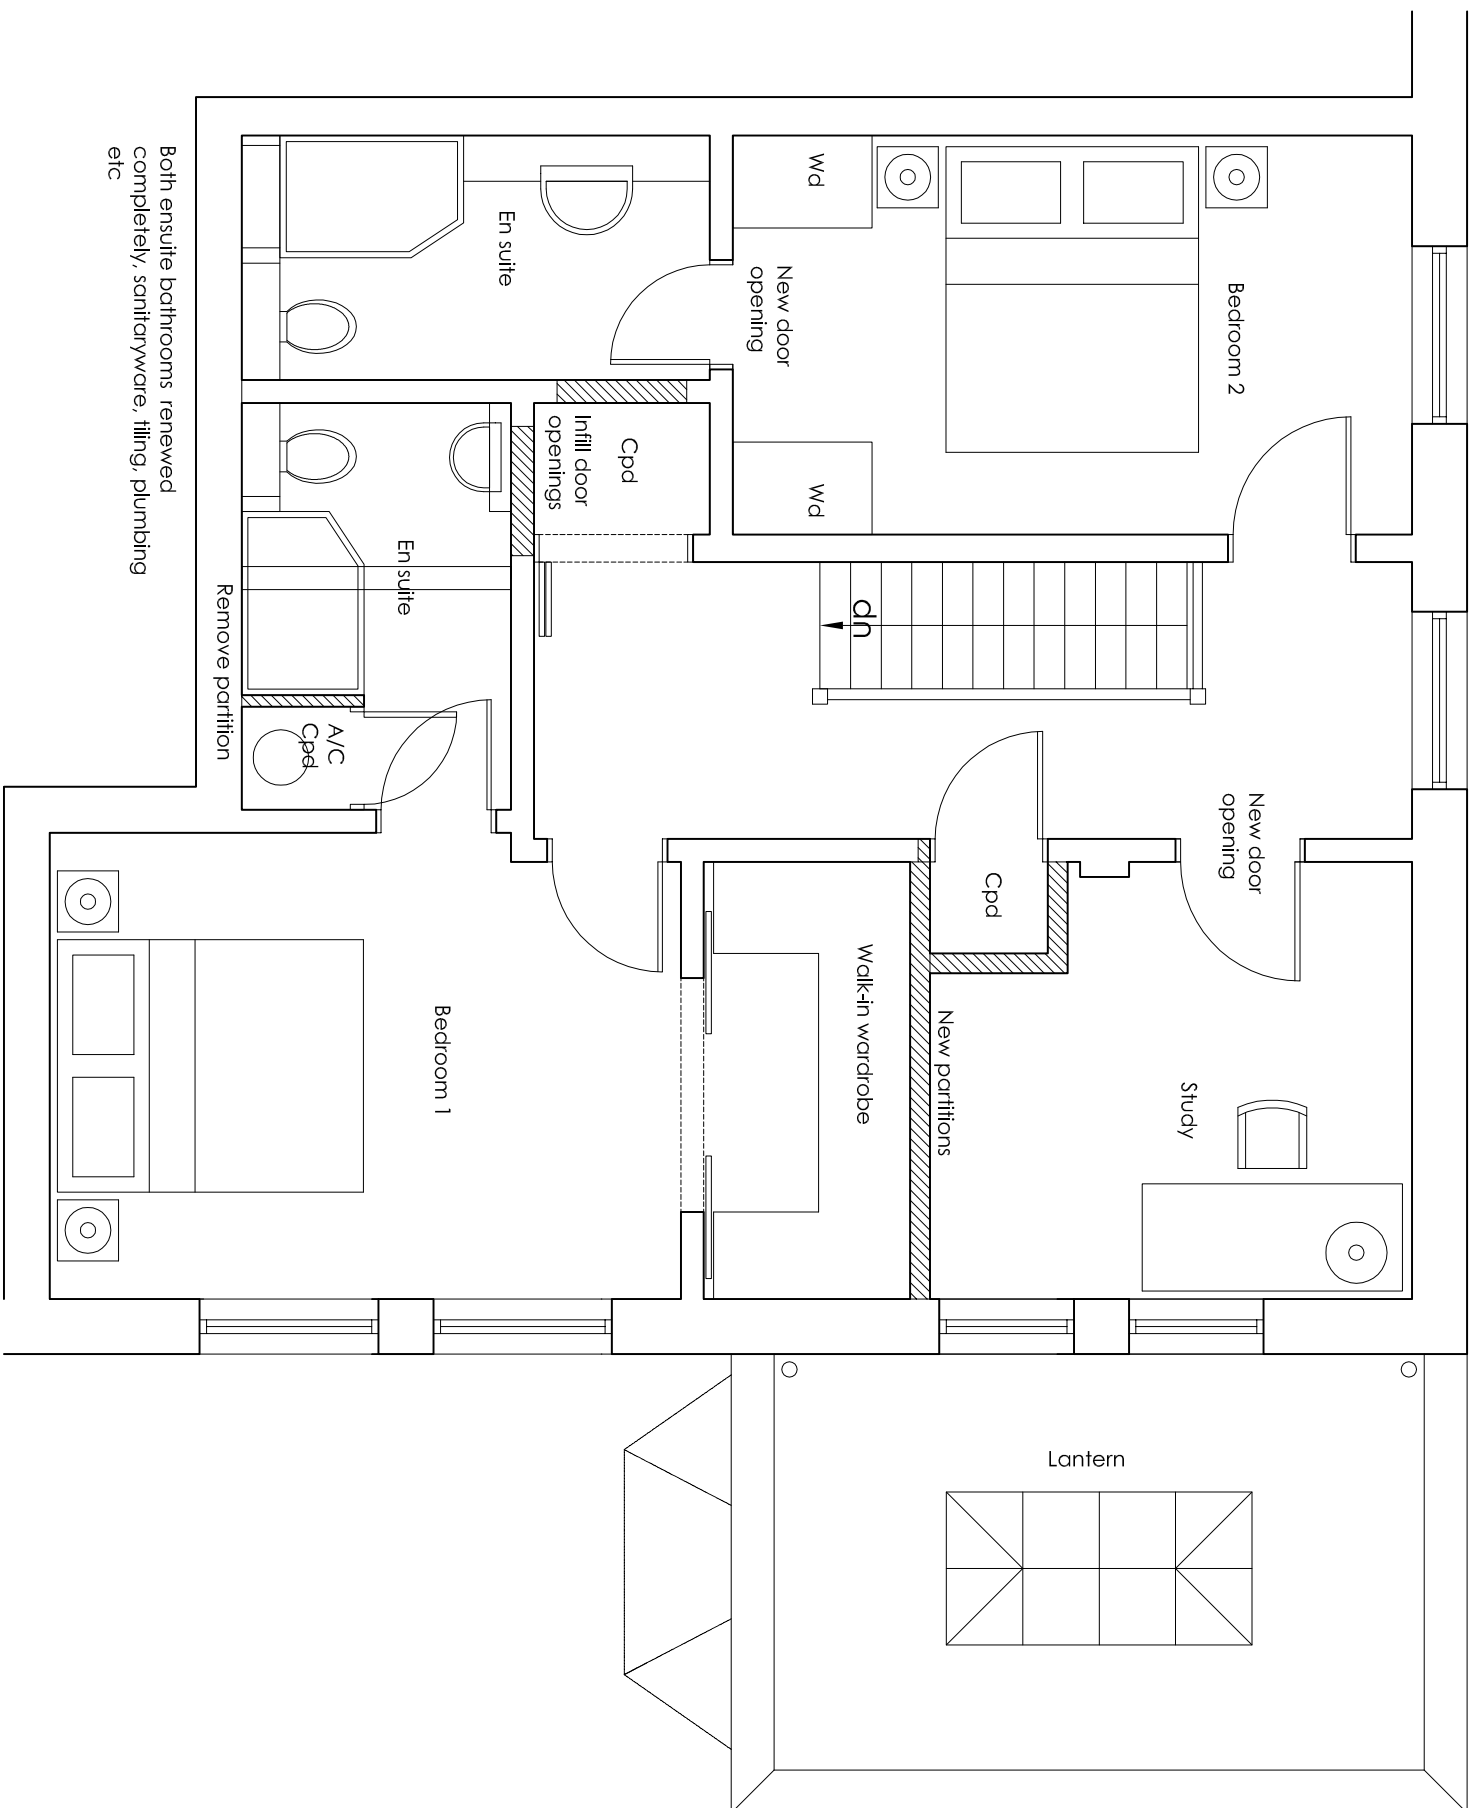 Bedroom 2
Wd
Wd
New door
opening
En suite
Cpd
Infill door
openings
En suite
A/C
Cpd
Remove partition
Both ensuite bathrooms renewed
completely, sanitaryware, tiling, plumbing
etc
up
dn
New door
opening
Cpd
Study
New partitions
Walk-in wardrobe
Bedroom 1
Lantern